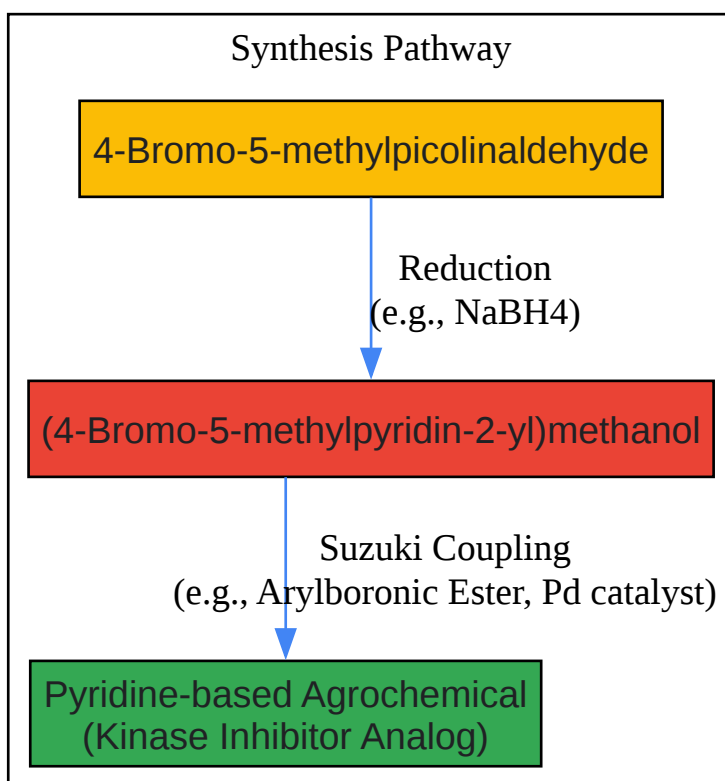 Synthesis Pathway
4-Bromo-5-methylpicolinaldehyde
Reduction
(e.g., NaBH4)
(4-Bromo-5-methylpyridin-2-yl)methanol
Suzuki Coupling
(e.g., Arylboronic Ester, Pd catalyst)
Pyridine-based Agrochemical
(Kinase Inhibitor Analog)